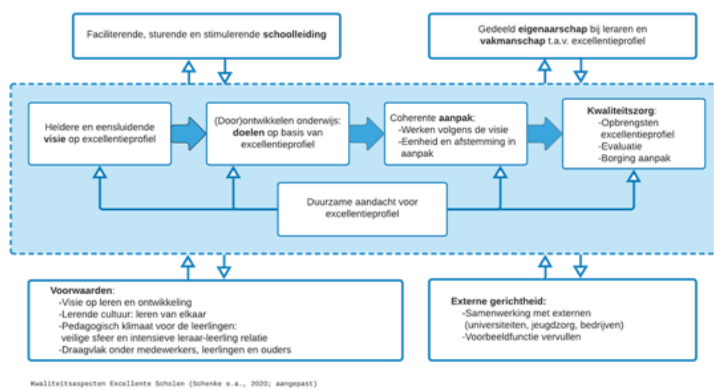 Faciliterende, sturende en stimulerende schoolleiding
Gedeeld eigenaarschap bij leraren en
vakmanschap t.a.v. excellentieprofiel
Heldere en eensluidende
visie op excellentieprofiel
(Door)ontwikkelen onderwijs:
doelen op basis van
excellentieprofiel
Coherente aanpak:
-Werken volgens de visie
-Eenheid en afstemming in
aanpak
Kwaliteitszorg:
-Opbrengsten
excellentieprofiel
-Evaluatie
-Borging aanpak
Duurzame aandacht voor
excellentieprofiel
Voorwaarden:
-Visie op leren en ontwikkeling
-Lerende cultuur: leren van elkaar
-Pedagogisch klimaat voor de leerlingen:
veilige sfeer en intensieve leraar-leerling relatie
-Draagvlak onder medewerkers, leerlingen en ouders
Externe gerichtheid:
-Samenwerking met externen
(universiteiten, jeugdzorg, bedrijven)
-Voorbeeldfunctie vervullen
Kwaliteitsaspecten Excellente Scholen (Schenke e.a., 2020; aangepast)